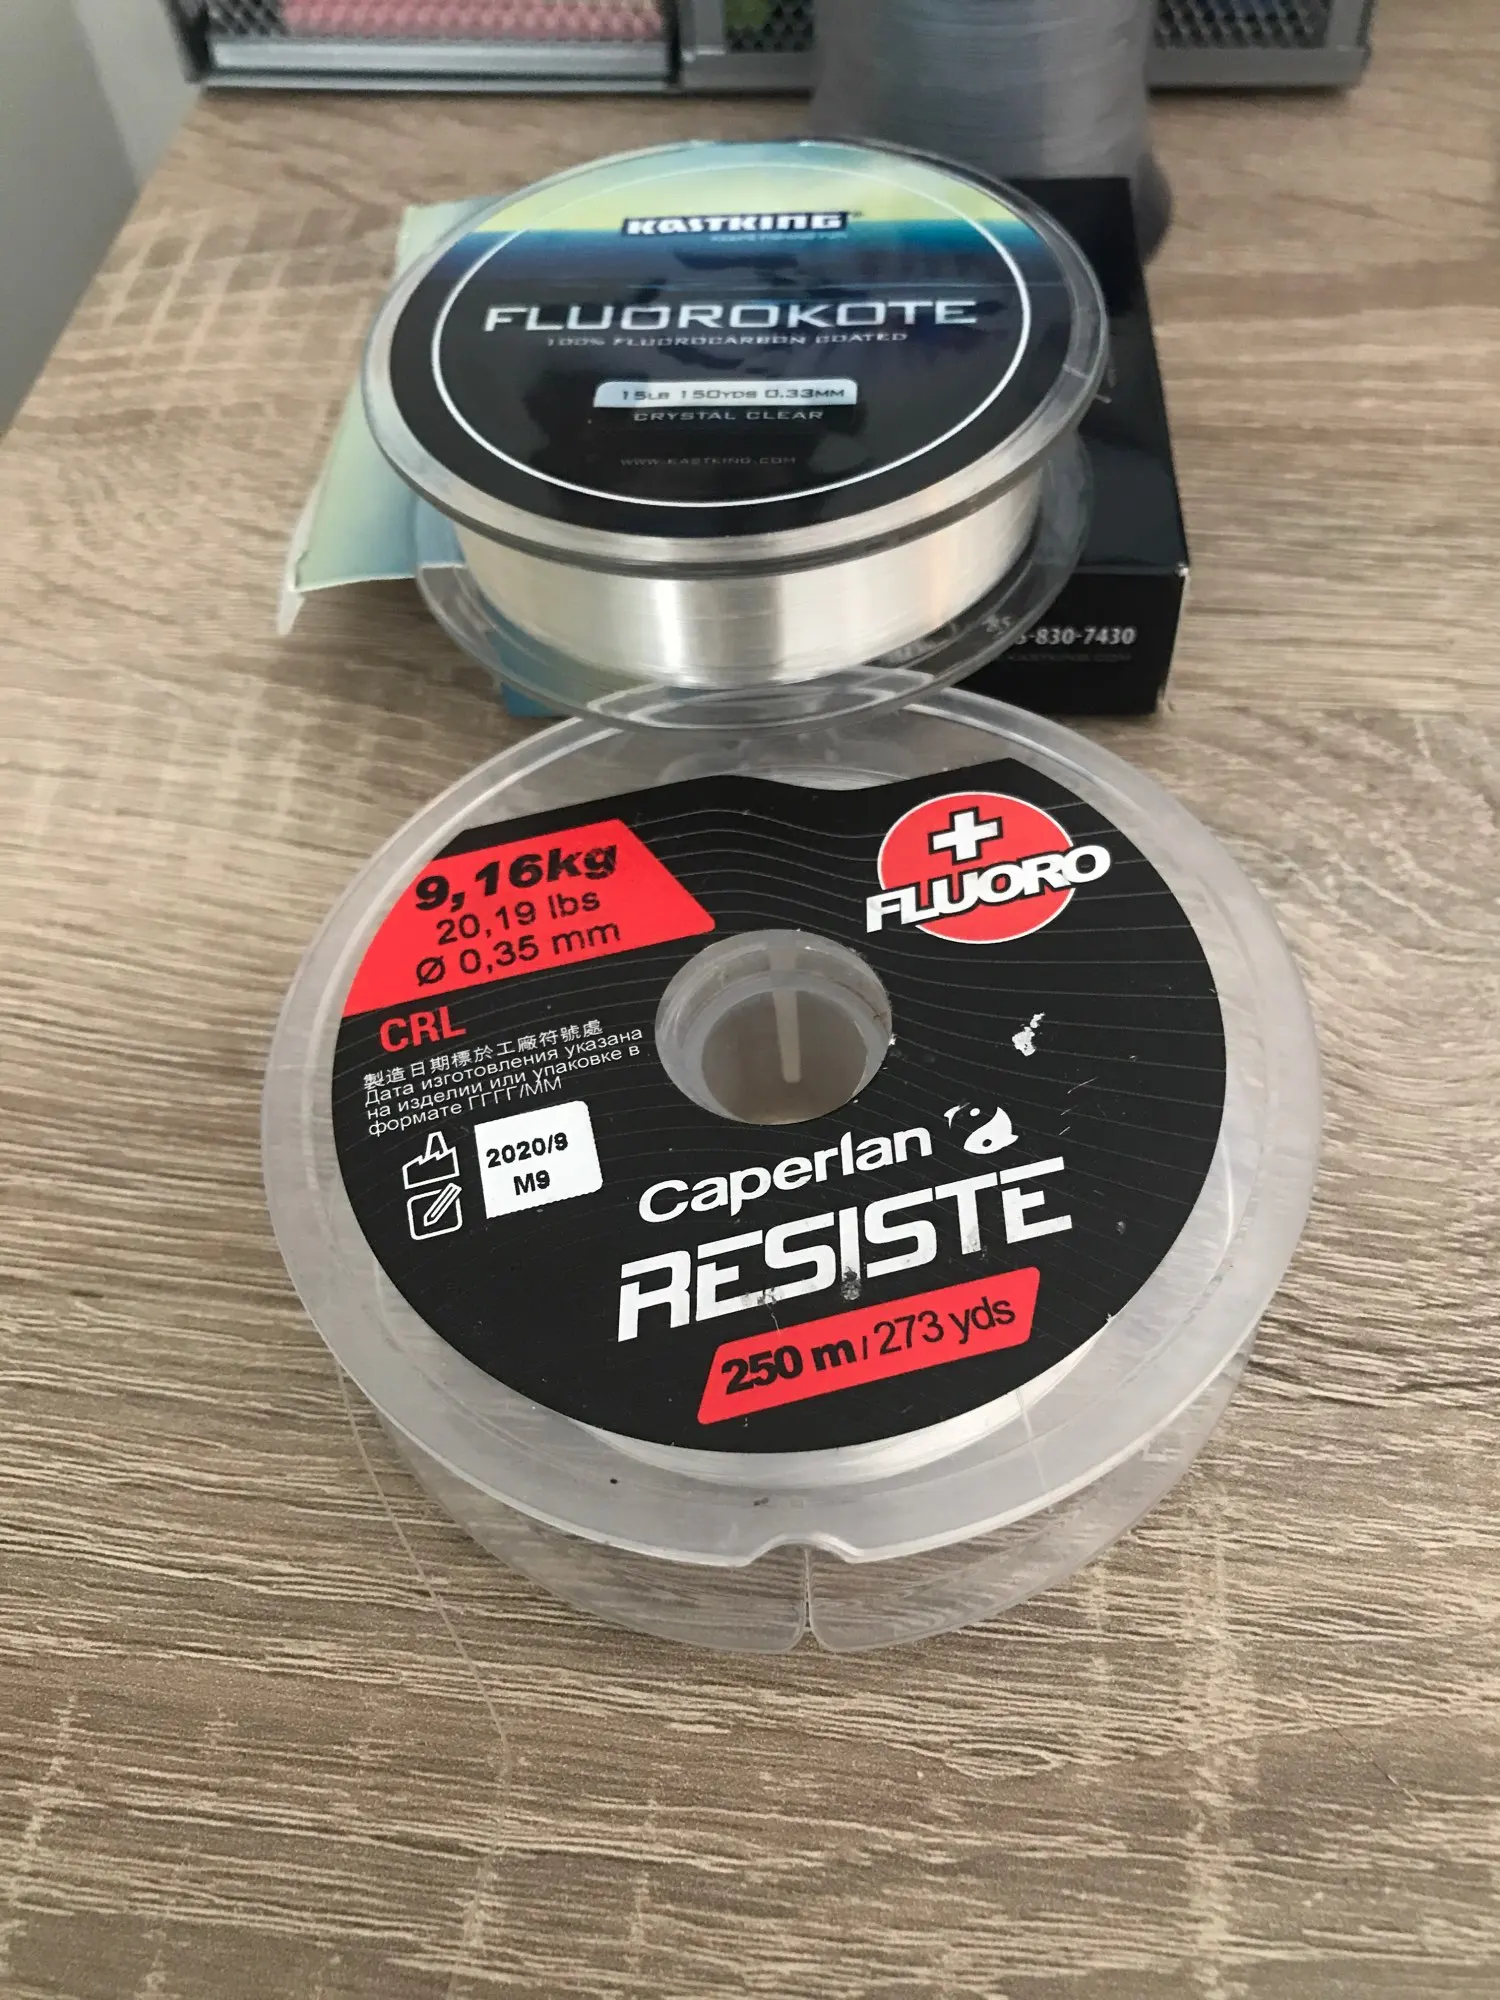 KASTKING
FLUOROKOTE
100% FLUOROCARBON COATED
15LB 150YDS 0.33MM
CRYSTAL CLEAR
WWW.KASTKING.COM
-830-7430
9,16kg
20,19 lbs
Ø 0,35 mm
+
FLUORO
CRL
製造日期標於工廠符號處
Дата изготовления указана
на изделии или упаковке в
формате ГГГГ/ММ
2020/9
M9
Caperlan
RESISTE
250 m / 273 yds